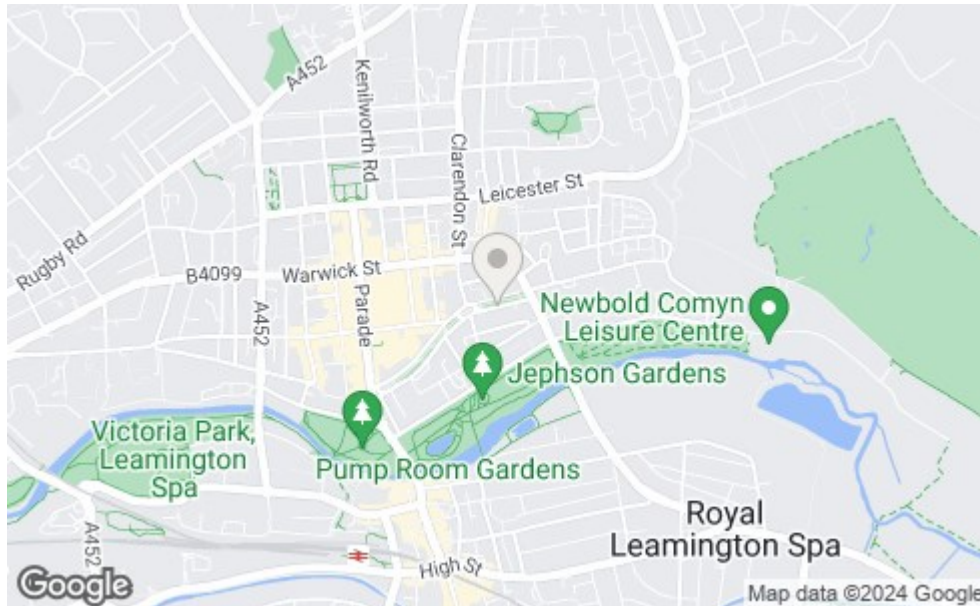 A452
Kenilworth Rd
Clarendon St
Leicester St
Rugby Rd
B4099
Warwick St
A452
Parade
Newbold Comyn
Leisure Centre
Jephson Gardens
Victoria Park,
Leamington
Spa
Pump Room Gardens
A452
Royal
Leamington Spa
High St
Google
Map data ©2024 Google